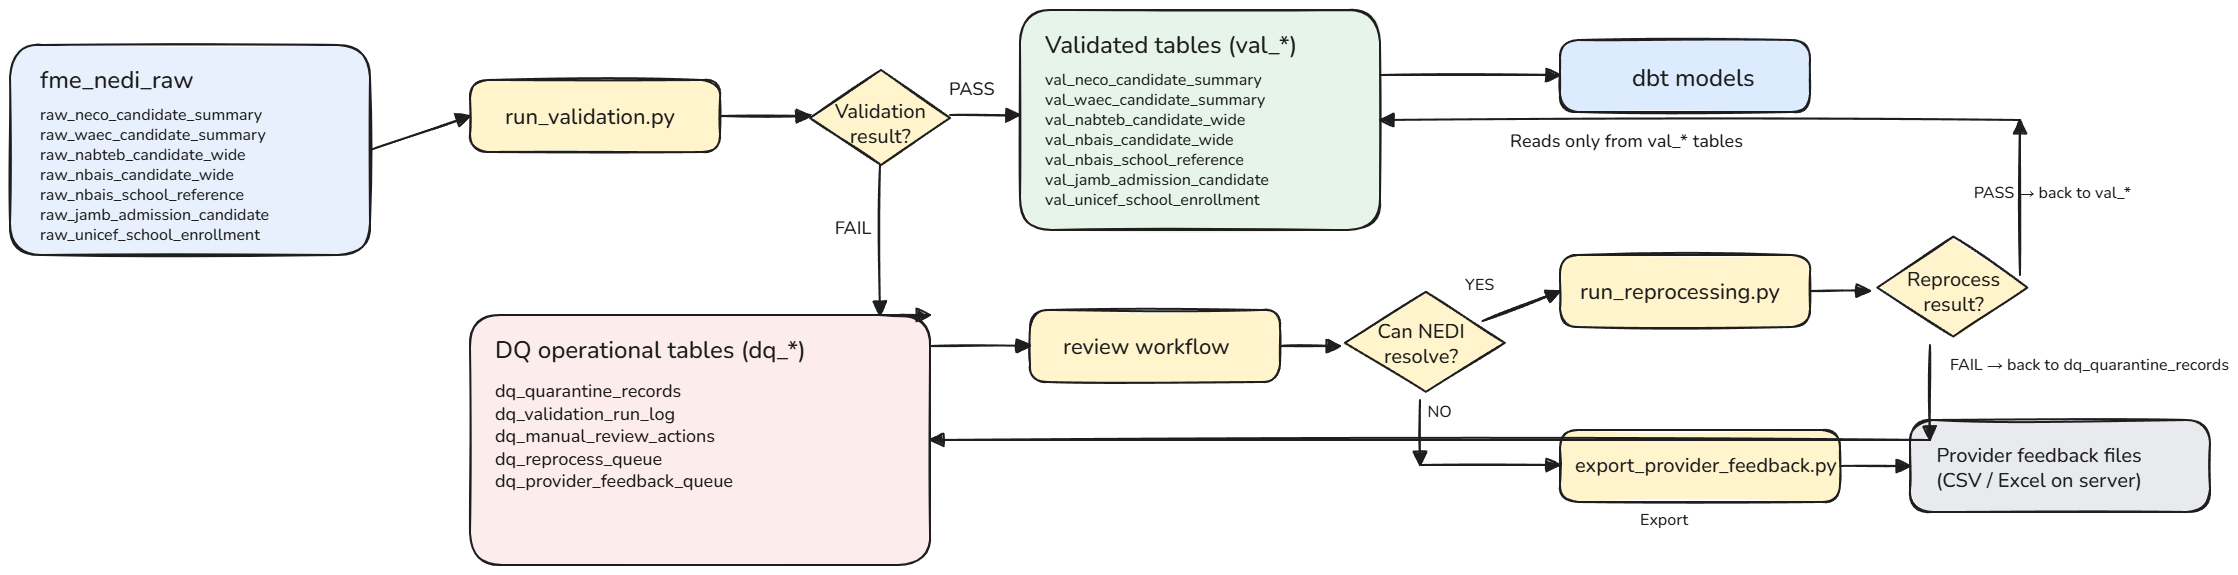 fme_nedi_raw
raw_neco_candidate_summary
raw_waec_candidate_summary
raw_nabteb_candidate_wide
raw_nbais_candidate_wide
raw_nbais_school_reference
raw_jamb_admission_candidate
raw_unicef_school_enrollment
run_validation.py
Validation
result?
PASS
FAIL
Validated tables (val_*)
val_neco_candidate_summary
val_waec_candidate_summary
val_nabteb_candidate_wide
val_nbais_candidate_wide
val_nbais_school_reference
val_jamb_admission_candidate
val_unicef_school_enrollment
dbt models
Reads only from val_* tables
DQ operational tables (dq_*)
dq_quarantine_records
dq_validation_run_log
dq_manual_review_actions
dq_reprocess_queue
dq_provider_feedback_queue
review workflow
Can NEDI
resolve?
YES
NO
run_reprocessing.py
Reprocess
result?
PASS → back to val_*
FAIL → back to dq_quarantine_records
export_provider_feedback.py
Export
Provider feedback files
(CSV / Excel on server)